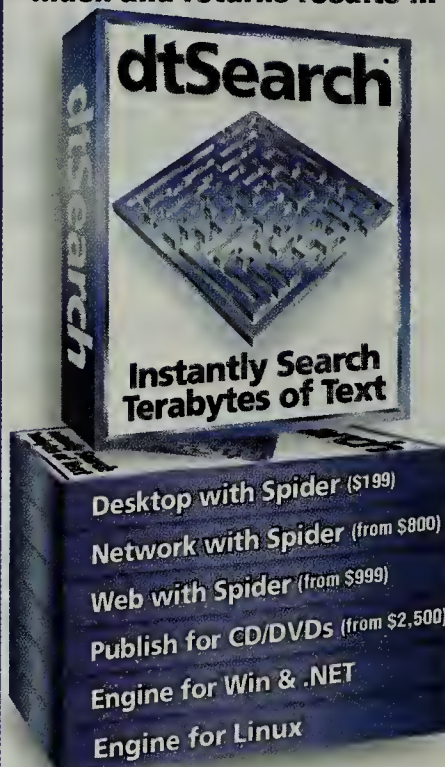 dtSearch
dtSearch
Instantly Search
Terabytes of Text
Desktop with Spider ($199)
Network with Spider (from $800)
Web with Spider (from $999)
Publish for CD/DVDs (from $2,500)
Engine for Win & .NET
Engine for Linux